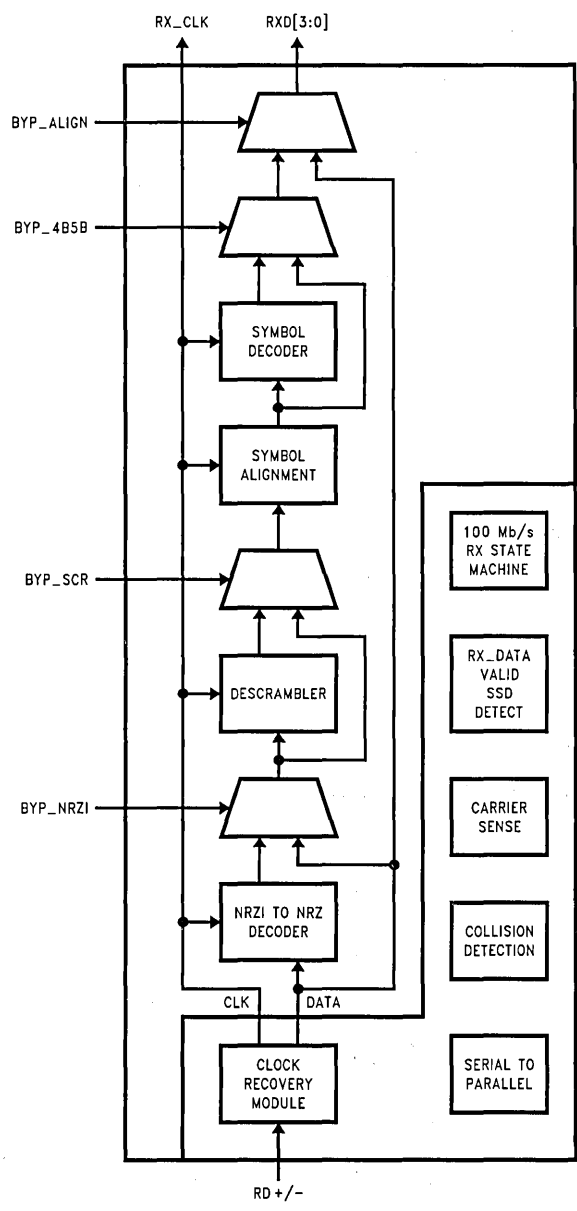 RX_CLK
RXD[3:0]
BYP_ALIGN
BYP_4B5B
SYMBOL
DECODER
SYMBOL
ALIGNMENT
100 Mb/s
RX STATE
MACHINE
BYP_SCR
RX_DATA
VALID
SSD
DETECT
DESCRAMBLER
BYP_NRZI
CARRIER
SENSE
NRZI TO NRZ
DECODER
COLLISION
DETECTION
CLK
DATA
CLOCK
RECOVERY
MODULE
SERIAL TO
PARALLEL
RD +/-